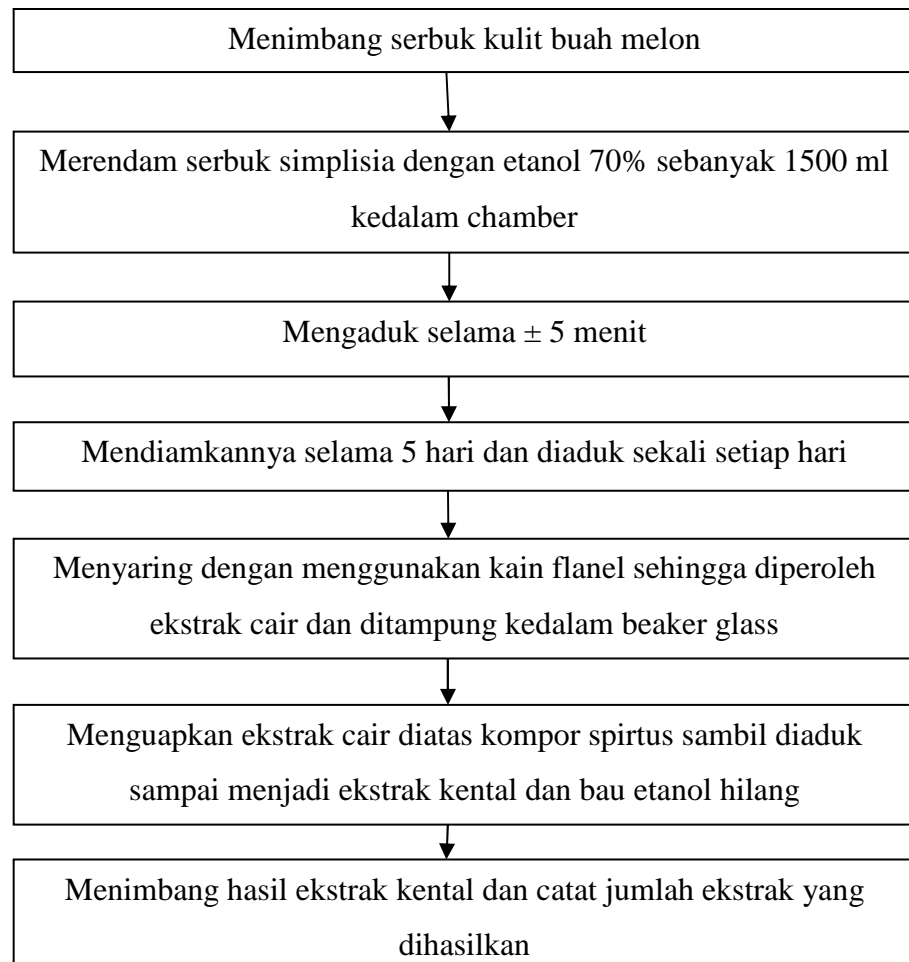 Menimbang serbuk kulit buah melon
Merendam serbuk simplisia dengan etanol 70% sebanyak 1500 ml
kedalam chamber
Mengaduk selama ± 5 menit
Mendiamkannya selama 5 hari dan diaduk sekali setiap hari
Menyaring dengan menggunakan kain flanel sehingga diperoleh
ekstrak cair dan ditampung kedalam beaker glass
Menguapkan ekstrak cair diatas kompor spirtus sambil diaduk
sampai menjadi ekstrak kental dan bau etanol hilang
Menimbang hasil ekstrak kental dan catat jumlah ekstrak yang
dihasilkan